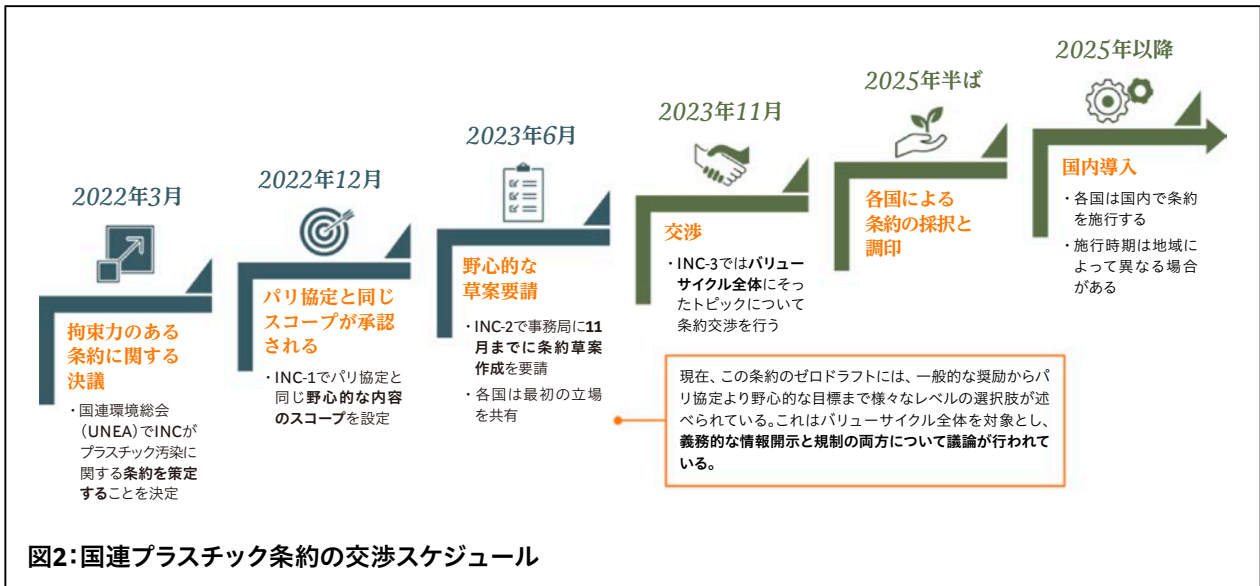 2022年3月
拘束力のある
条約に関する
決議
・国連環境総会
（UNEA）でINCが
プラスチック汚染に
関する条約を策定
することを決定
2022年12月
パリ協定と同じ
スコープが承認
される
・INC-1でパリ協定と
同じ野心的な内容
のスコープを設定
2023年6月
野心的な
草案要請
・INC-2で事務局に11
月までに条約草案
作成を要請
・各国は最初の立場
を共有
2023年11月
交渉
・INC-3ではバリュー
サイクル全体にそっ
たトピックについて
条約交渉を行う
2025年半ば
各国による
条約の採択と
調印
2025年以降
国内導入
・各国は国内で条約
を施行する
・施行時期は地域に
よって異なる場合
がある
現在、この条約のゼロドラフトには、一般的な奨励からパ
リ協定より野心的な目標まで様々なレベルの選択肢が述
べられている。これはバリューサイクル全体を対象とし、
義務的な情報開示と規制の両方について議論が行われて
いる。
図2：国連プラスチック条約の交渉スケジュール